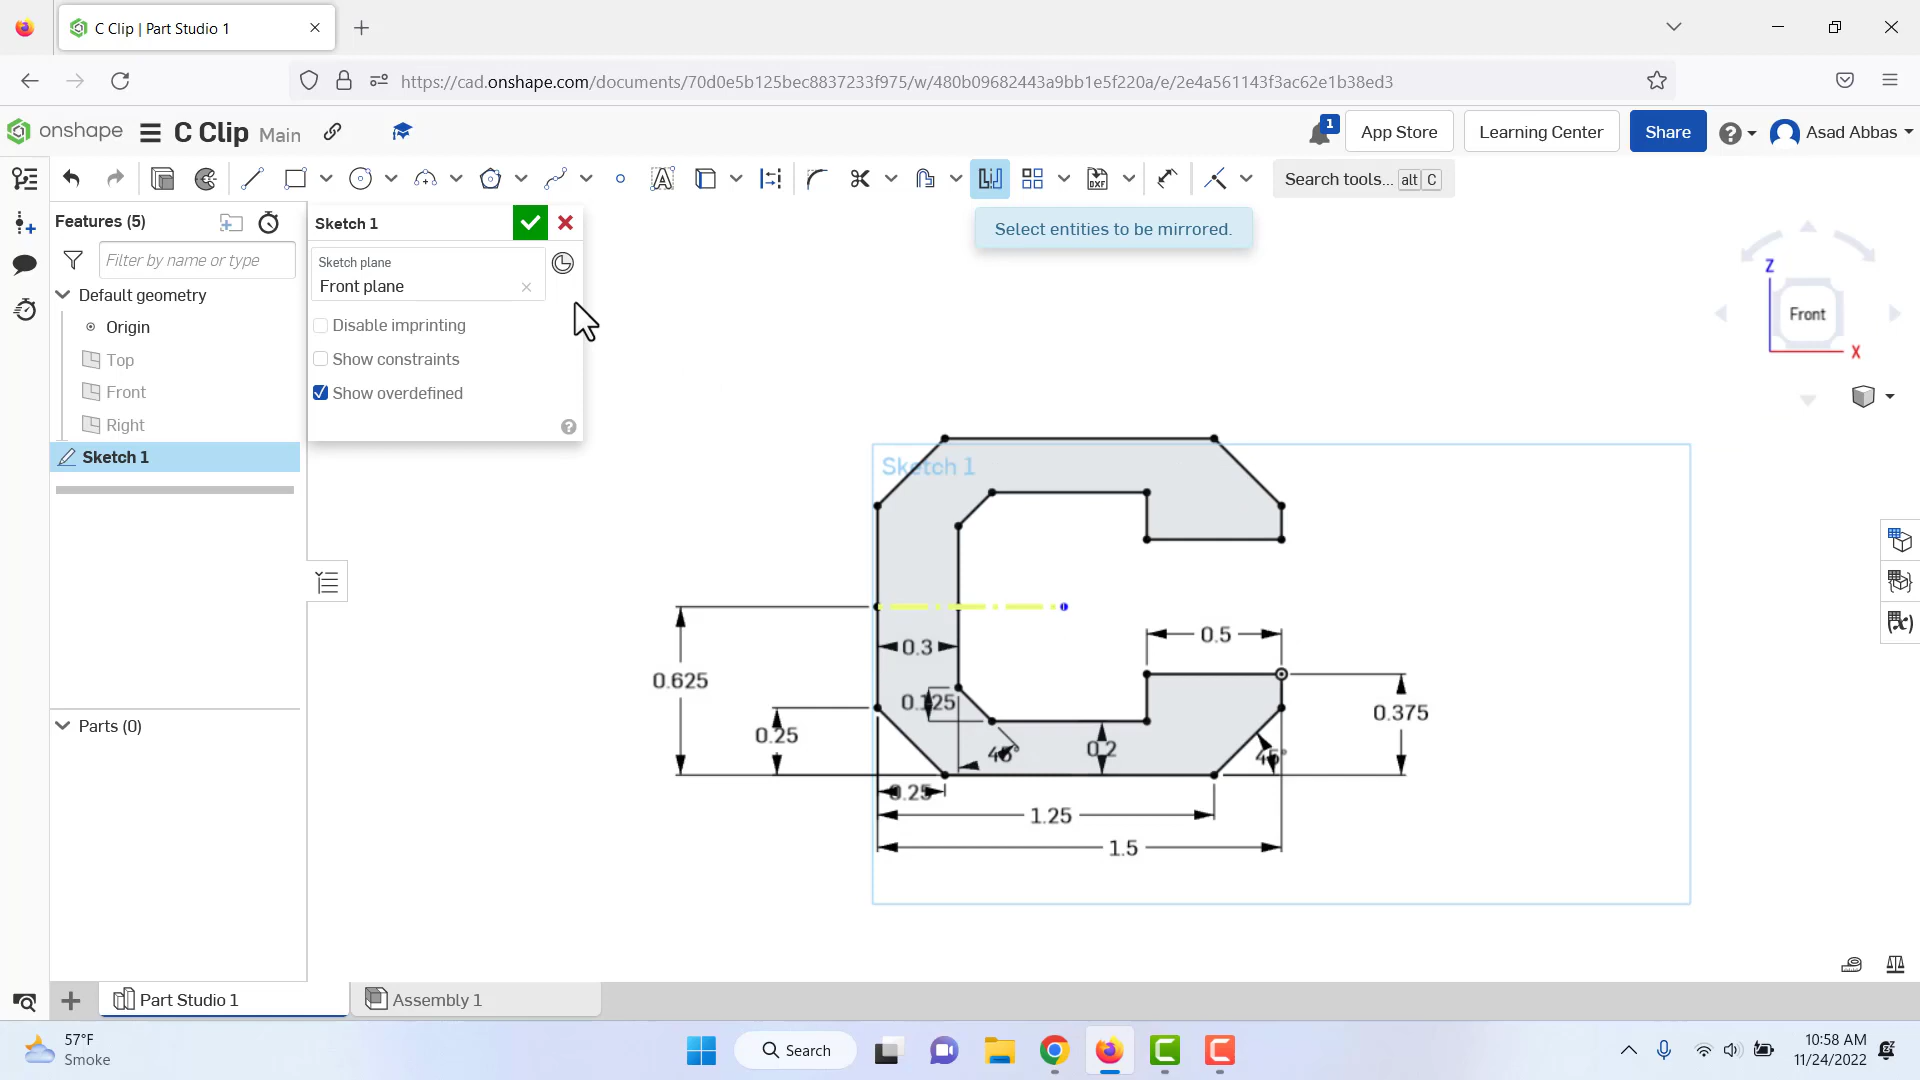 C Clip | Part Studio 1
https://cad.onshape.com/documents/70d0e5b125bec8837233f975/w/480b09682443a9bb1e5f220a/e/2e4a561143f3ac62e1b38ed3
onshape C Clip Main
1
App Store
Learning Center
Share
Asad Abbas
DXF
Search tools... alt C
Features (5)
Sketch 1
Select entities to be mirrored.
Filter by name or type
Sketch plane
Front plane
Default geometry
Origin
Top
Front
Right
Sketch 1
Disable imprinting
Show constraints
Show overdefined
Z
Front
X
Sketch 1
0.5
0.3
0.625
0.125
0.375
0.25
45°
0.2
45°
0.25
1.25
1.5
Parts (0)
Part Studio 1
Assembly 1
57°F
Smoke
Search
10:58 AM
11/24/2022